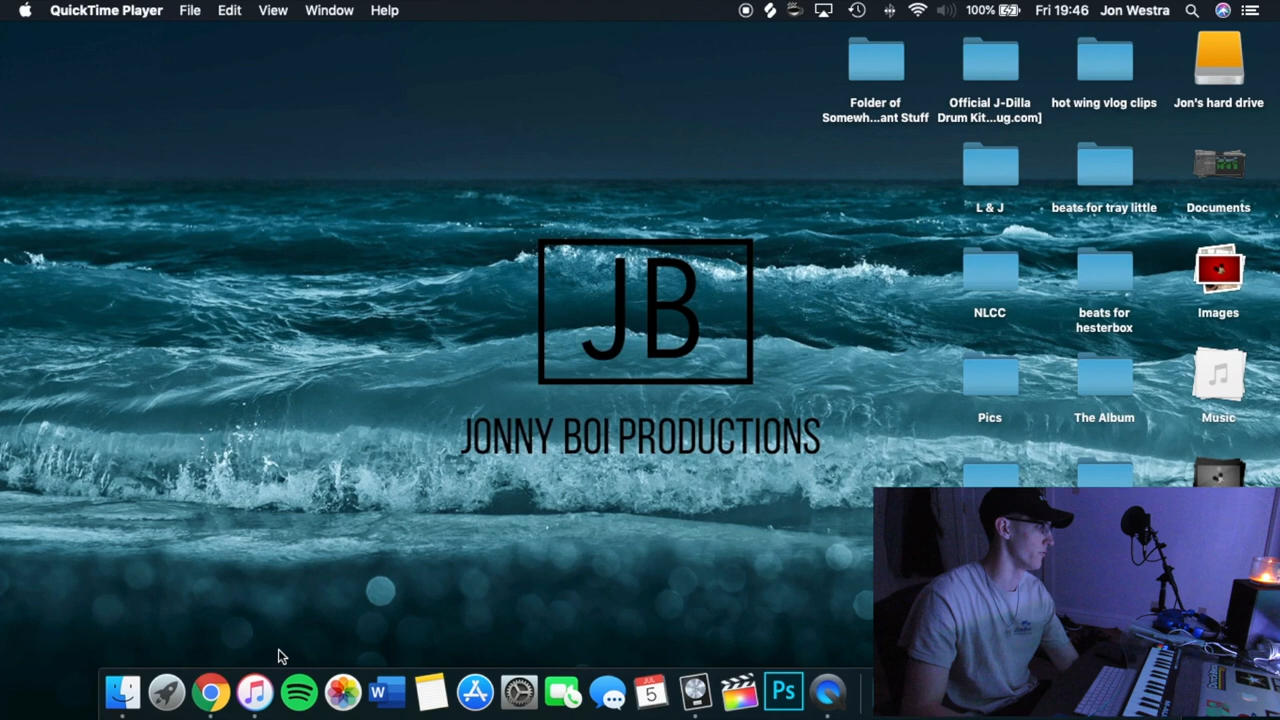 QuickTime Player File Edit View Window Help 100% Fri 19:46 Jon Westra
Folder of
Somewh...ant Stuff
Official J-Dilla
Drum Kit...ug.com]
hot wing vlog clips
Jon's hard drive
L & J
beats for tray little
Documents
NLCC
beats for
hesterbox
Images
Pics
The Album
Music
JB
JONNY BOI PRODUCTIONS
W
JUL
5
Ps